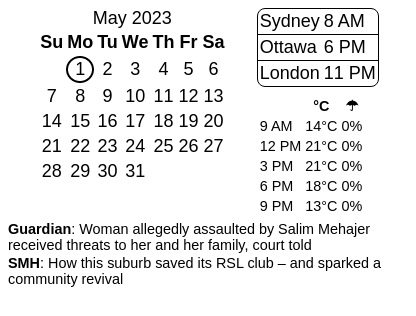 May 2023
Su Mo Tu We Th Fr Sa
1 2 3 4 5 6
7 8 9 10 11 12 13
14 15 16 17 18 19 20
21 22 23 24 25 26 27
28 29 30 31
Sydney 8 AM
Ottawa 6 PM
London 11 PM
°C ☂
9 AM 14°C 0%
12 PM 21°C 0%
3 PM 21°C 0%
6 PM 18°C 0%
9 PM 13°C 0%
Guardian: Woman allegedly assaulted by Salim Mehajer
received threats to her and her family, court told
SMH: How this suburb saved its RSL club – and sparked a
community revival